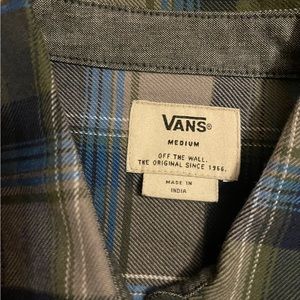 VANS®
MEDIUM
OFF THE WALL.
THE ORIGINAL SINCE 1966.
MADE IN
INDIA